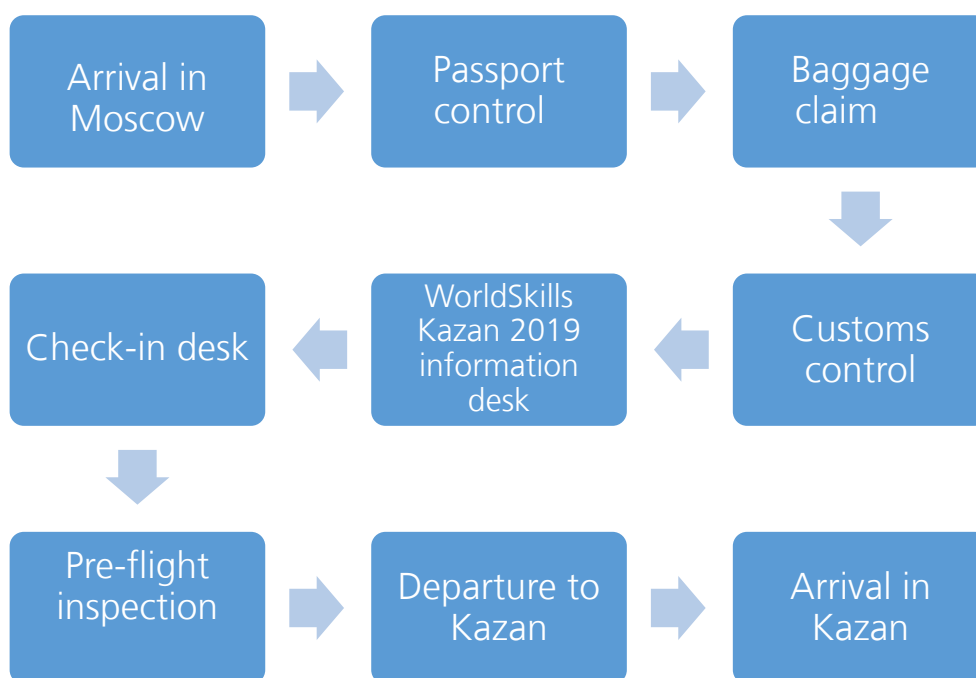 Arrival in
Moscow
Passport
control
Baggage
claim
Customs
control
WorldSkills
Kazan 2019
information
desk
Check-in desk
Pre-flight
inspection
Departure to
Kazan
Arrival in
Kazan